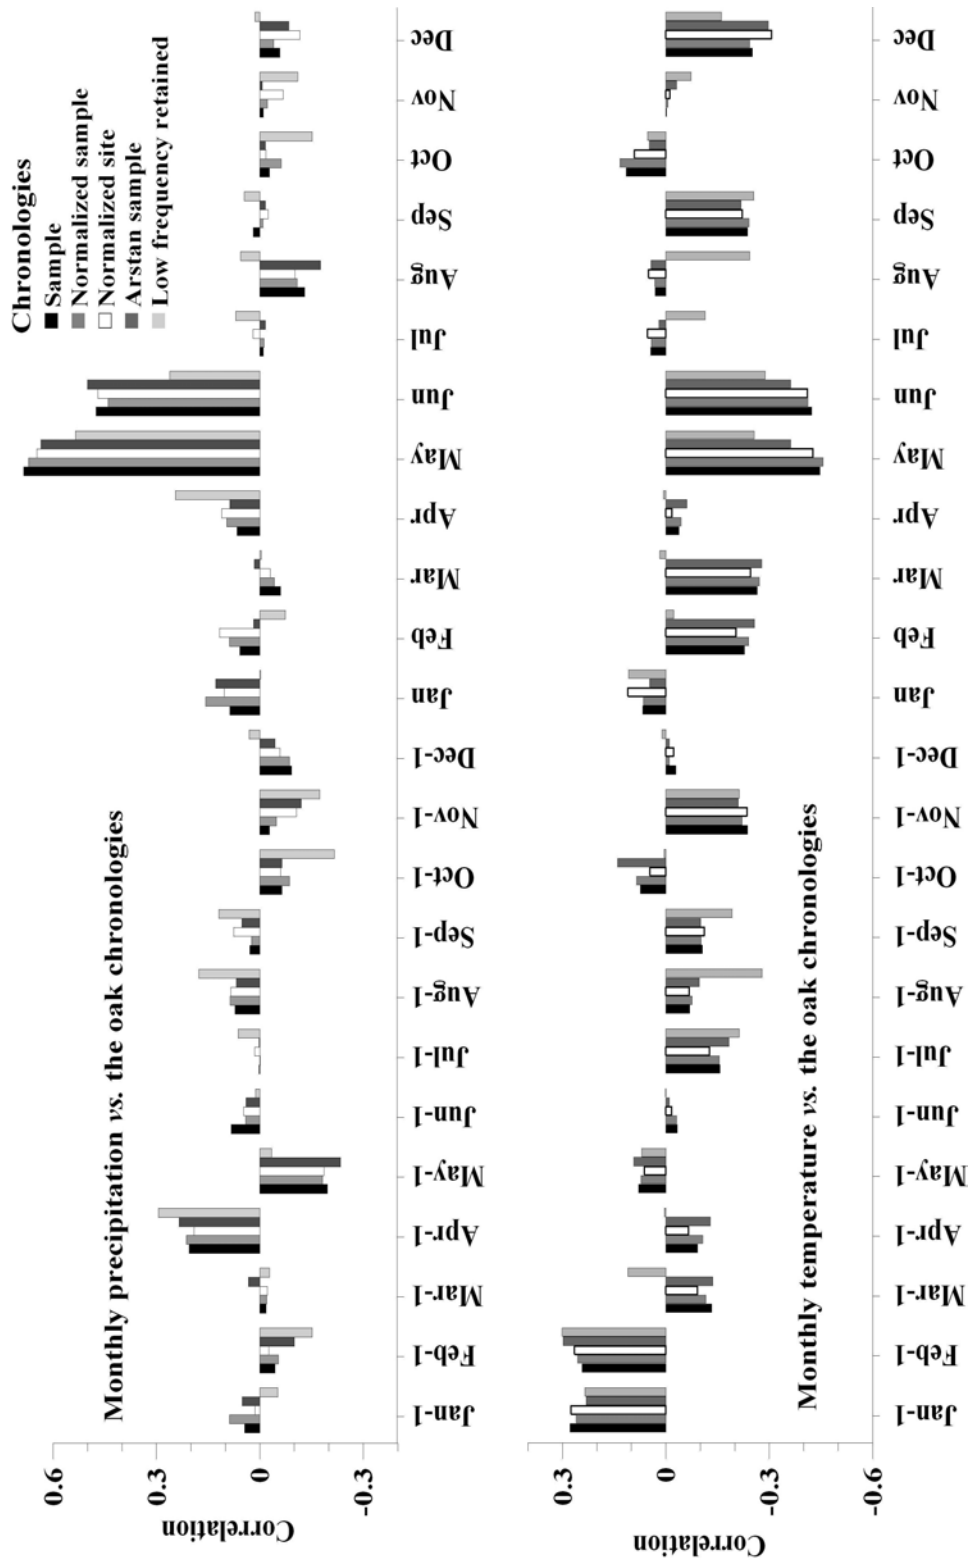 Monthly precipitation vs. the oak chronologies
Chronologies
Sample
Normalized sample
Normalized site
Arstan sample
Low frequency retained
Correlation
0.6
0.3
0
-0.3
Jan-1
Feb-1
Mar-1
Apr-1
May-1
Jun-1
Jul-1
Aug-1
Sep-1
Oct-1
Nov-1
Dec-1
Jan
Feb
Mar
Apr
May
Jun
Jul
Aug
Sep
Oct
Nov
Dec
Correlation
0.3
0
-0.3
-0.6
Monthly temperature vs. the oak chronologies
Jan-1
Feb-1
Mar-1
Apr-1
May-1
Jun-1
Jul-1
Aug-1
Sep-1
Oct-1
Nov-1
Dec-1
Jan
Feb
Mar
Apr
May
Jun
Jul
Aug
Sep
Oct
Nov
Dec